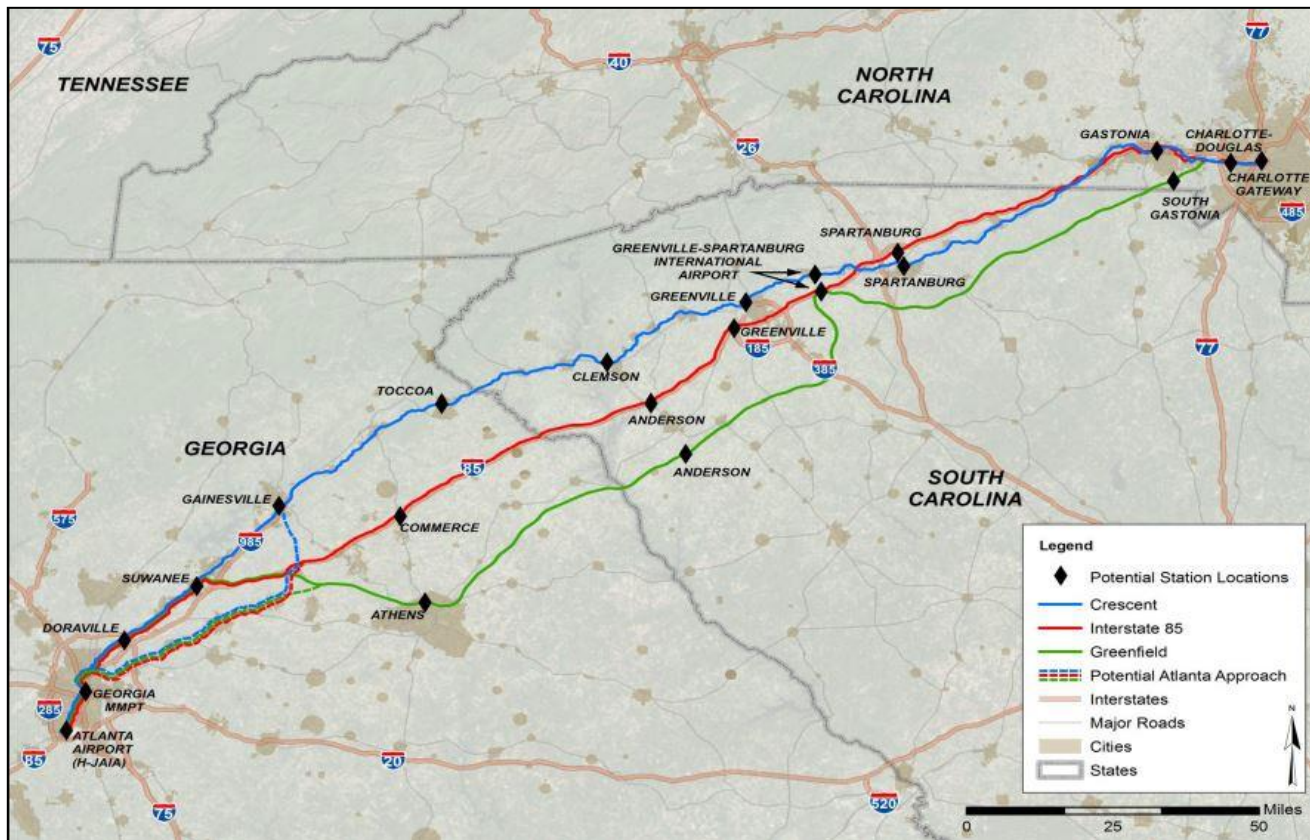 75
77
TENNESSEE
40
NORTH
CAROLINA
26
GASTONIA
CHARLOTTE-
DOUGLAS
CHARLOTTE
GATEWAY
SOUTH
GASTONIA
485
SPARTANBURG
GREENVILLE-SPARTANBURG
INTERNATIONAL
AIRPORT
SPARTANBURG
GREENVILLE
GREENVILLE
185
77
385
CLEMSON
TOCCOA
ANDERSON
GEORGIA
85
ANDERSON
SOUTH
CAROLINA
GAINESVILLE
575
985
COMMERCE
SUWANEE
ATHENS
DORAVILLE
GEORGIA
MMPT
285
ATLANTA
AIRPORT
(H-JAIA)
85
20
75
520
Legend
Potential Station Locations
Crescent
Interstate 85
Greenfield
Potential Atlanta Approach
Interstates
Major Roads
Cities
States
N
Miles
0
25
50